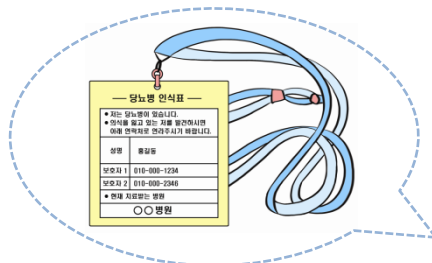 당뇨병 인식표
● 저는 당뇨병이 있습니다.
● 의식을 잃고 있는 저를 발견하시면
아래 연락처로 연락주시기 바랍니다.
성명 홍길동
보호자 1 010-000-1234
보호자 2 010-000-2346
● 현재 치료받는 병원
○○병원